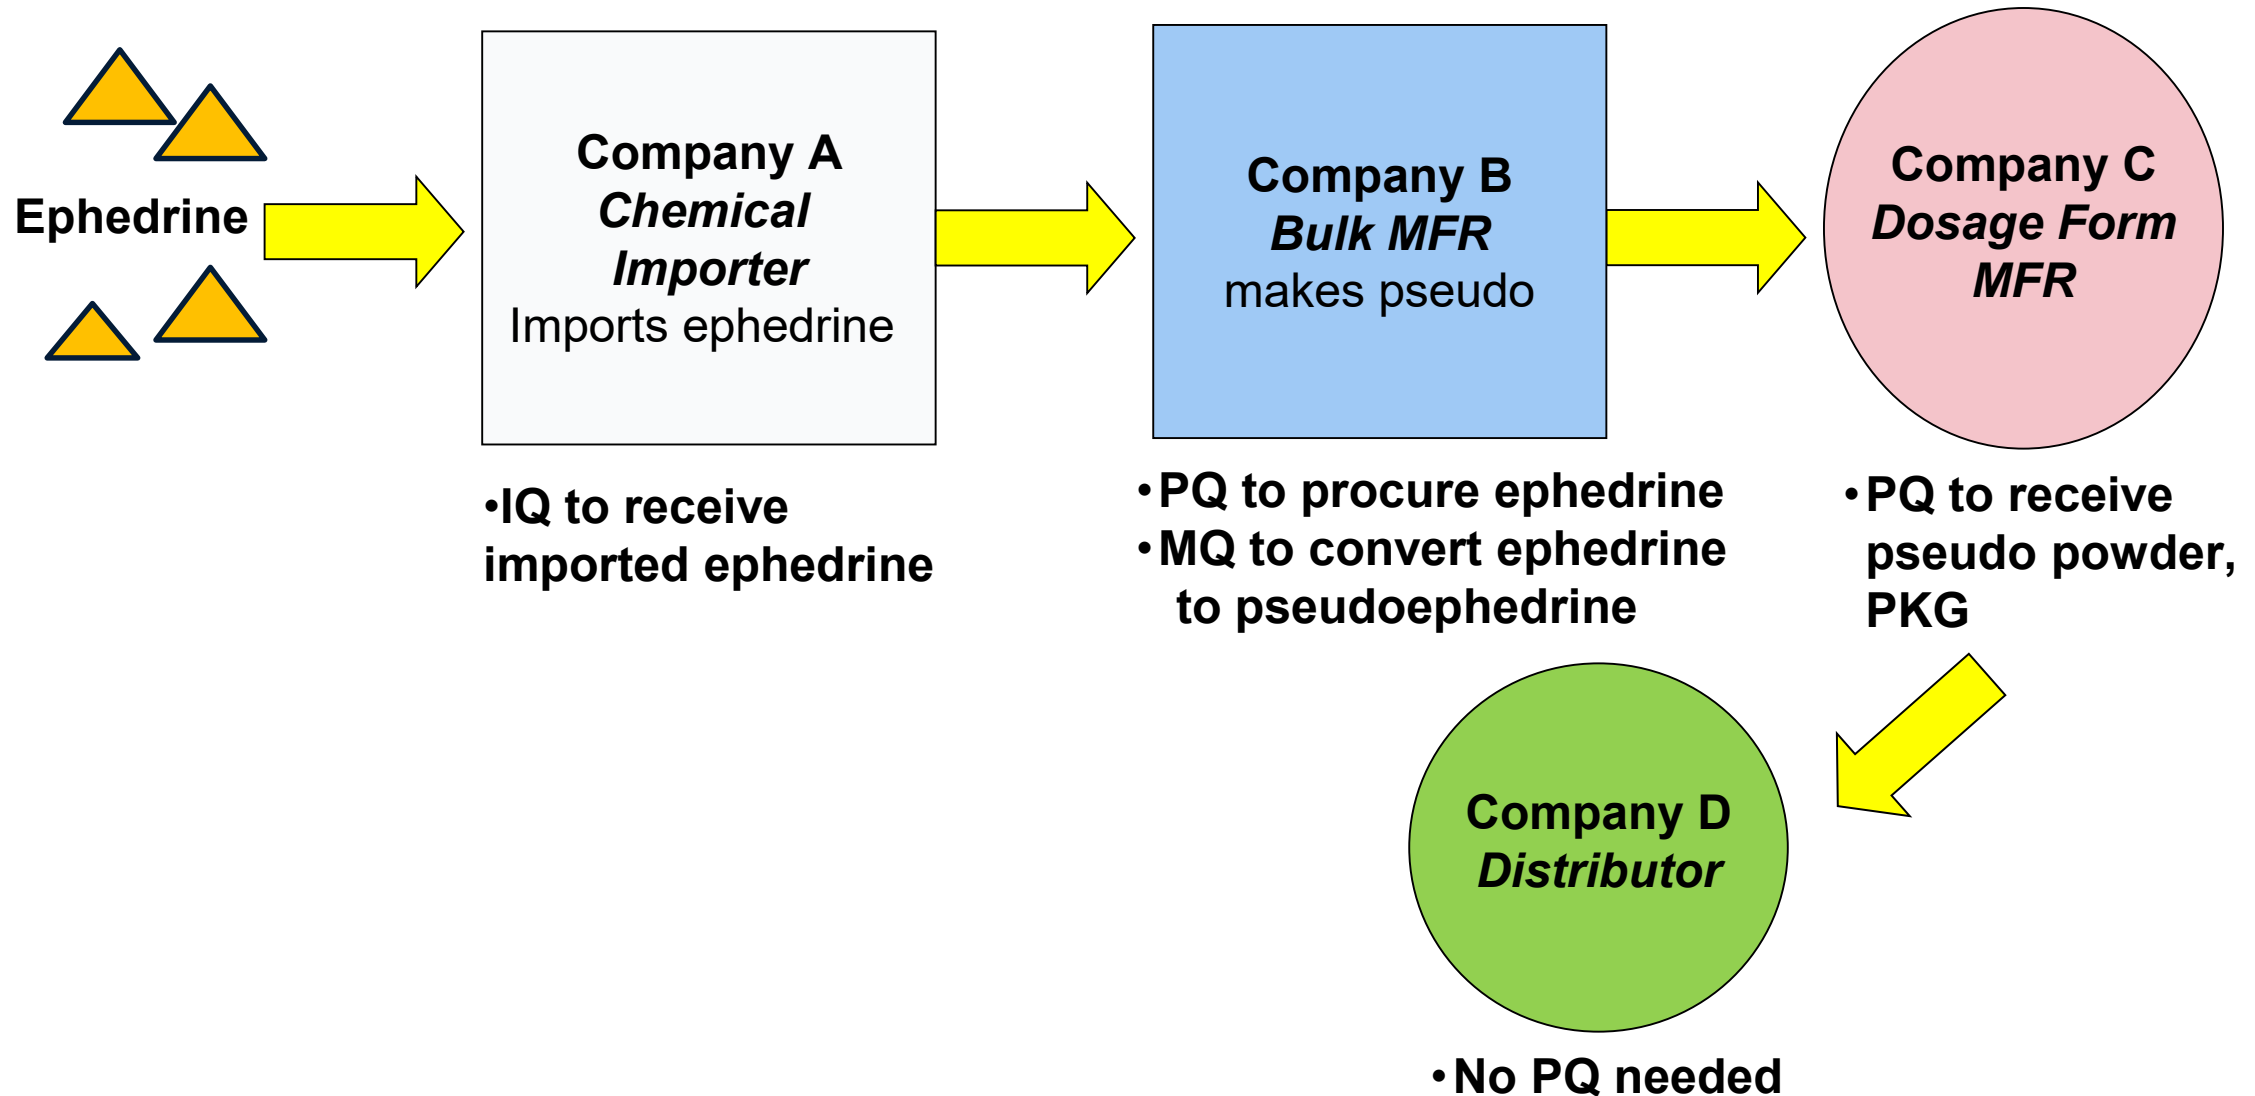 Ephedrine
Company A
Chemical
Importer
Imports ephedrine
•IQ to receive
imported ephedrine
Company B
Bulk MFR
makes pseudo
•PQ to procure ephedrine
•MQ to convert ephedrine
to pseudoephedrine
Company C
Dosage Form
MFR
•PQ to receive
pseudo powder,
PKG
Company D
Distributor
•No PQ needed